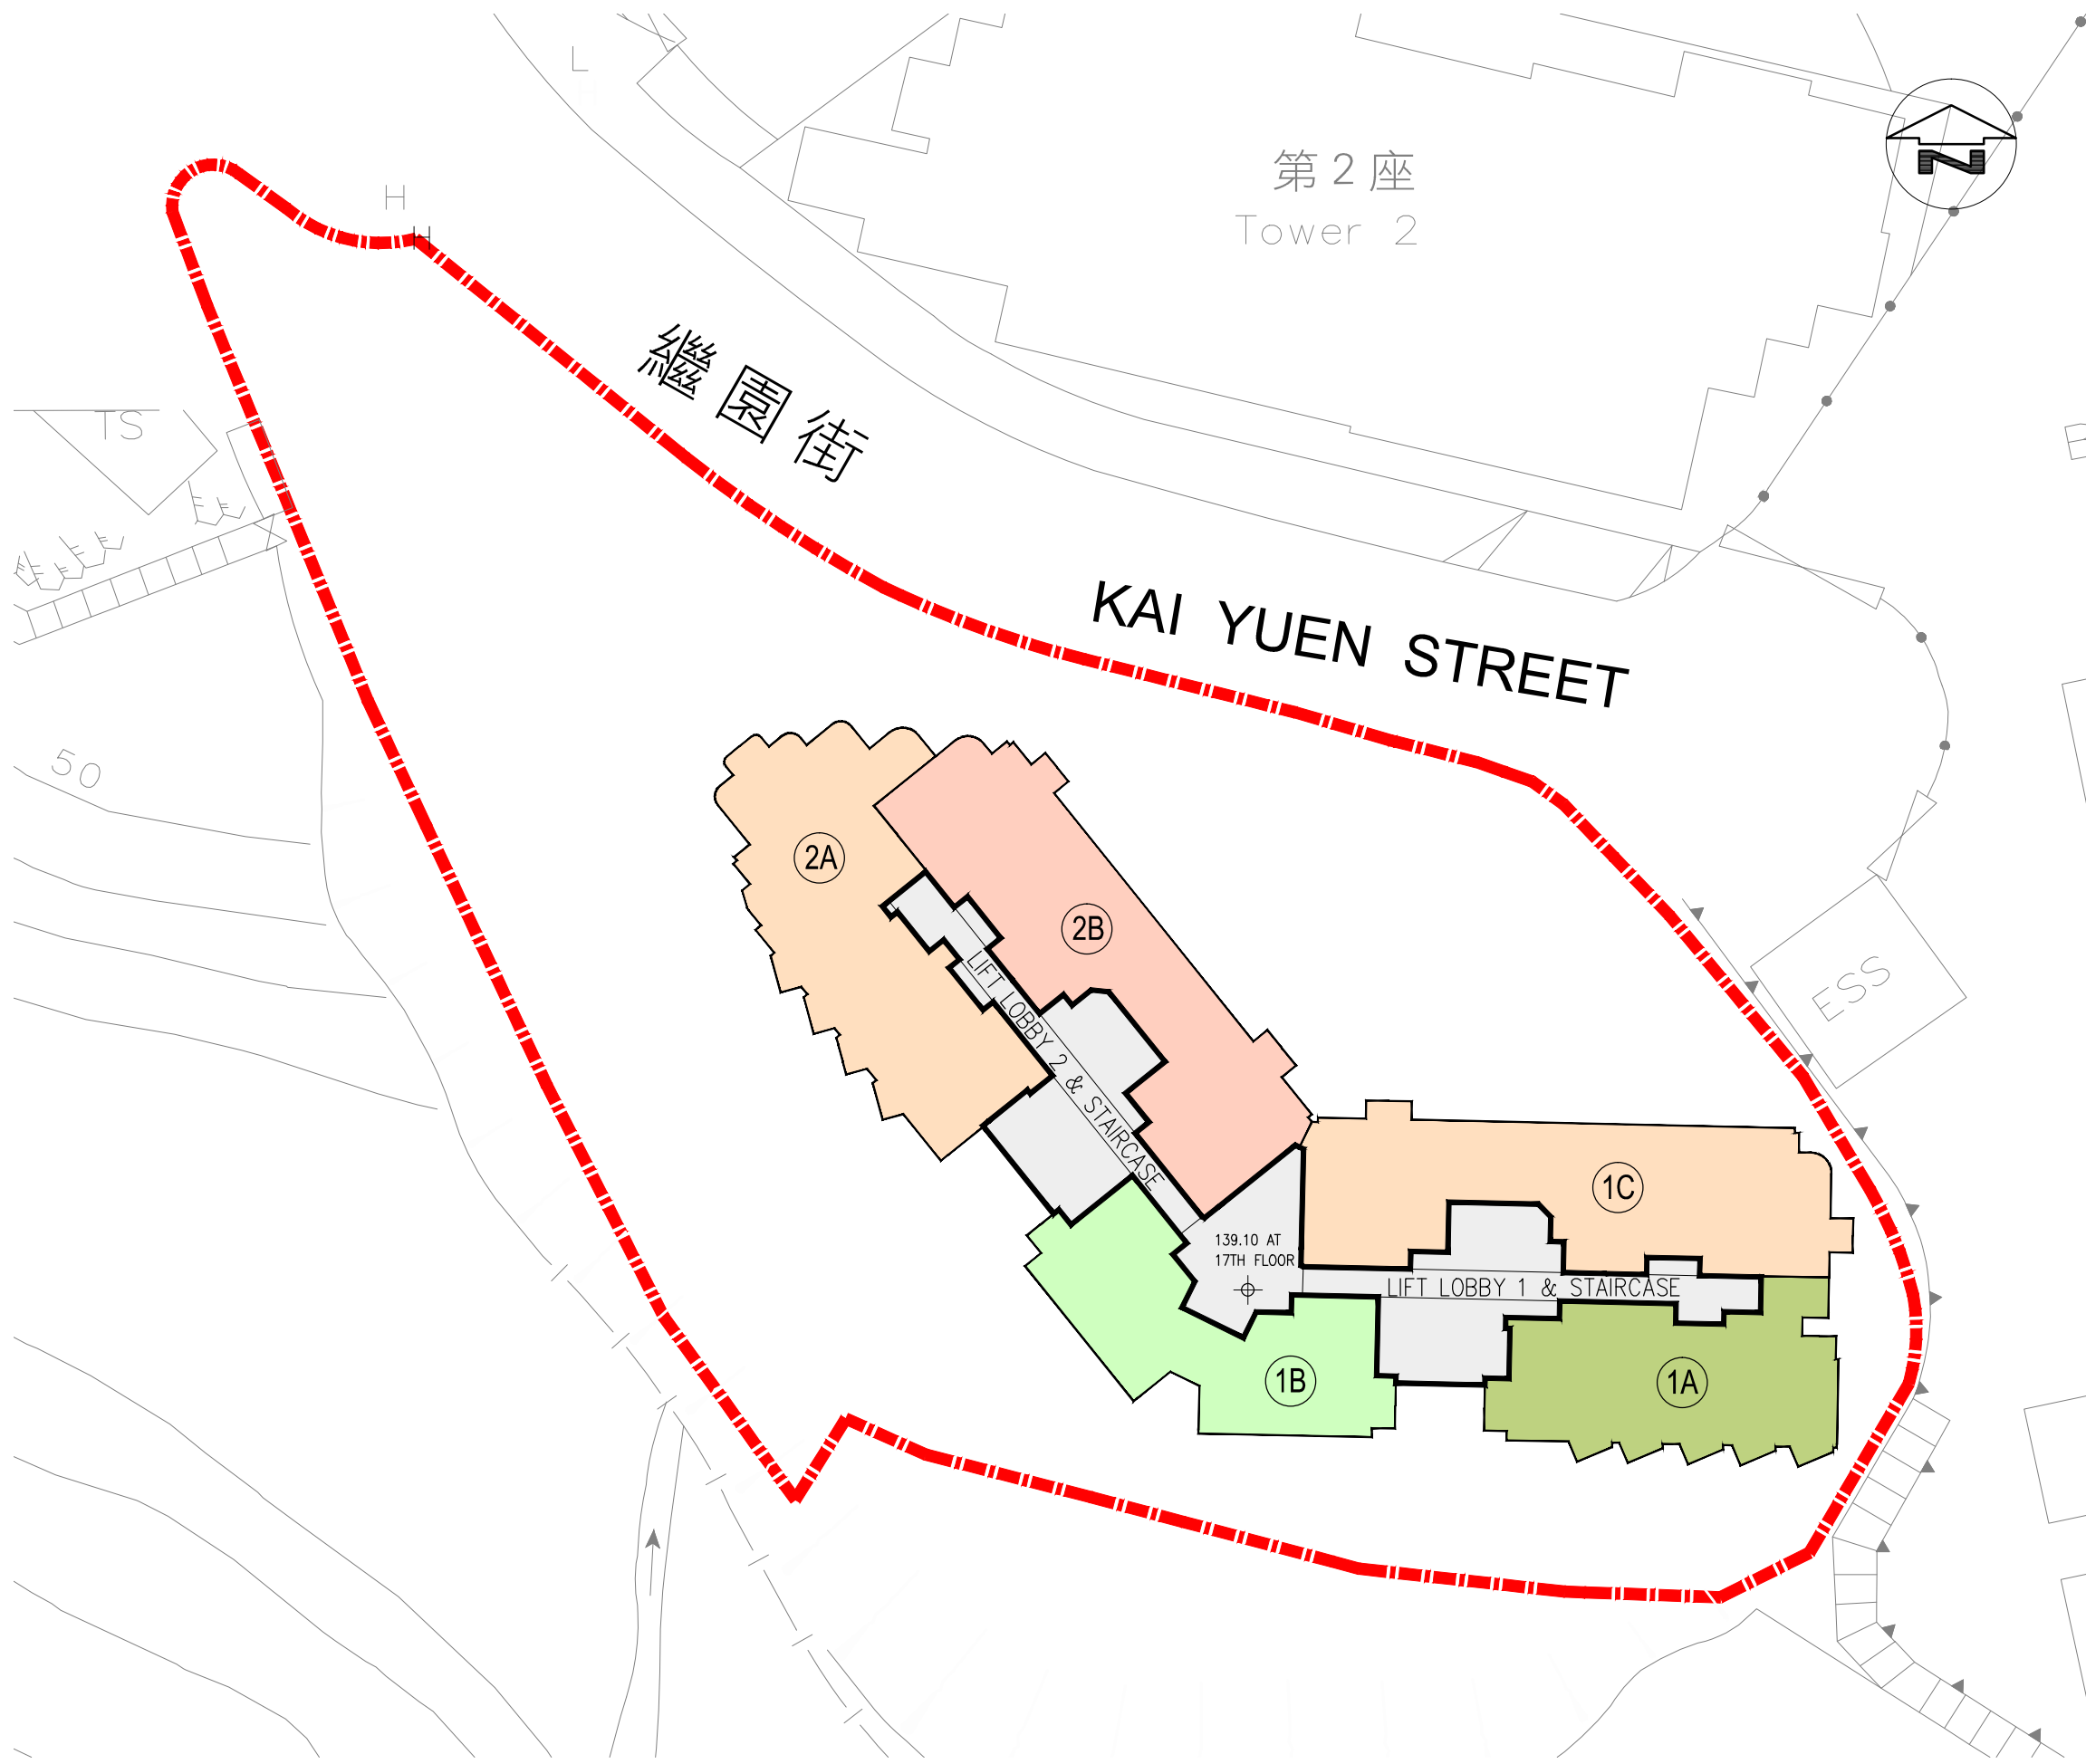 L
H
H
第2座
Tower 2
N
繼園街
TS
KAI YUEN STREET
50
2A
2B
ESS
LIFT LOBBY 2 & STAIRCASE
1C
139.10 AT
17TH FLOOR
LIFT LOBBY 1 & STAIRCASE
1B
1A